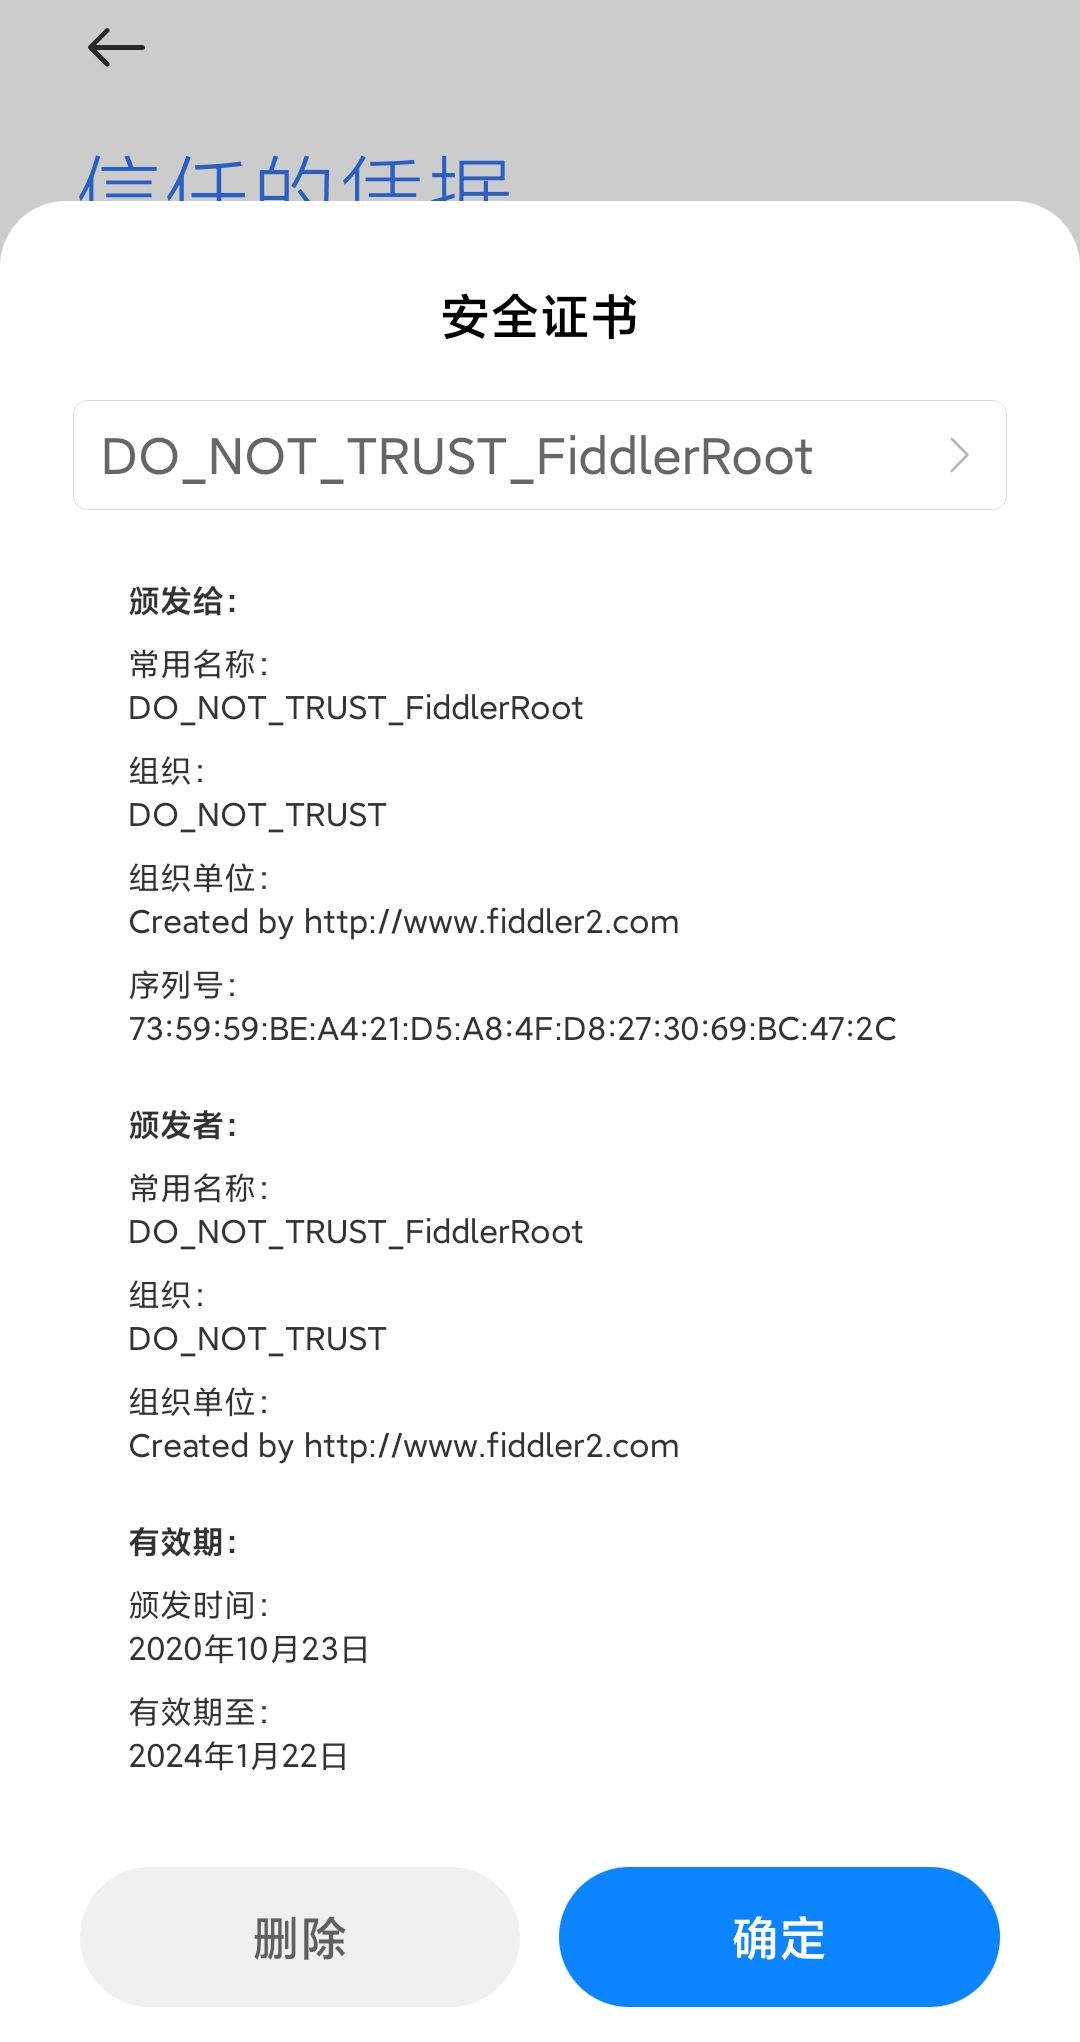 信任的凭据
安全证书
DO_NOT_TRUST_FiddlerRoot
颁发给：
常用名称：
DO_NOT_TRUST_FiddlerRoot
组织：
DO_NOT_TRUST
组织单位：
Created by http://www.fiddler2.com
序列号：
73:59:59:BE:A4:21:D5:A8:4F:D8:27:30:69:BC:47:2C
颁发者：
常用名称：
DO_NOT_TRUST_FiddlerRoot
组织：
DO_NOT_TRUST
组织单位：
Created by http://www.fiddler2.com
有效期：
颁发时间：
2020年10月23日
有效期至：
2024年1月22日
删除 确定